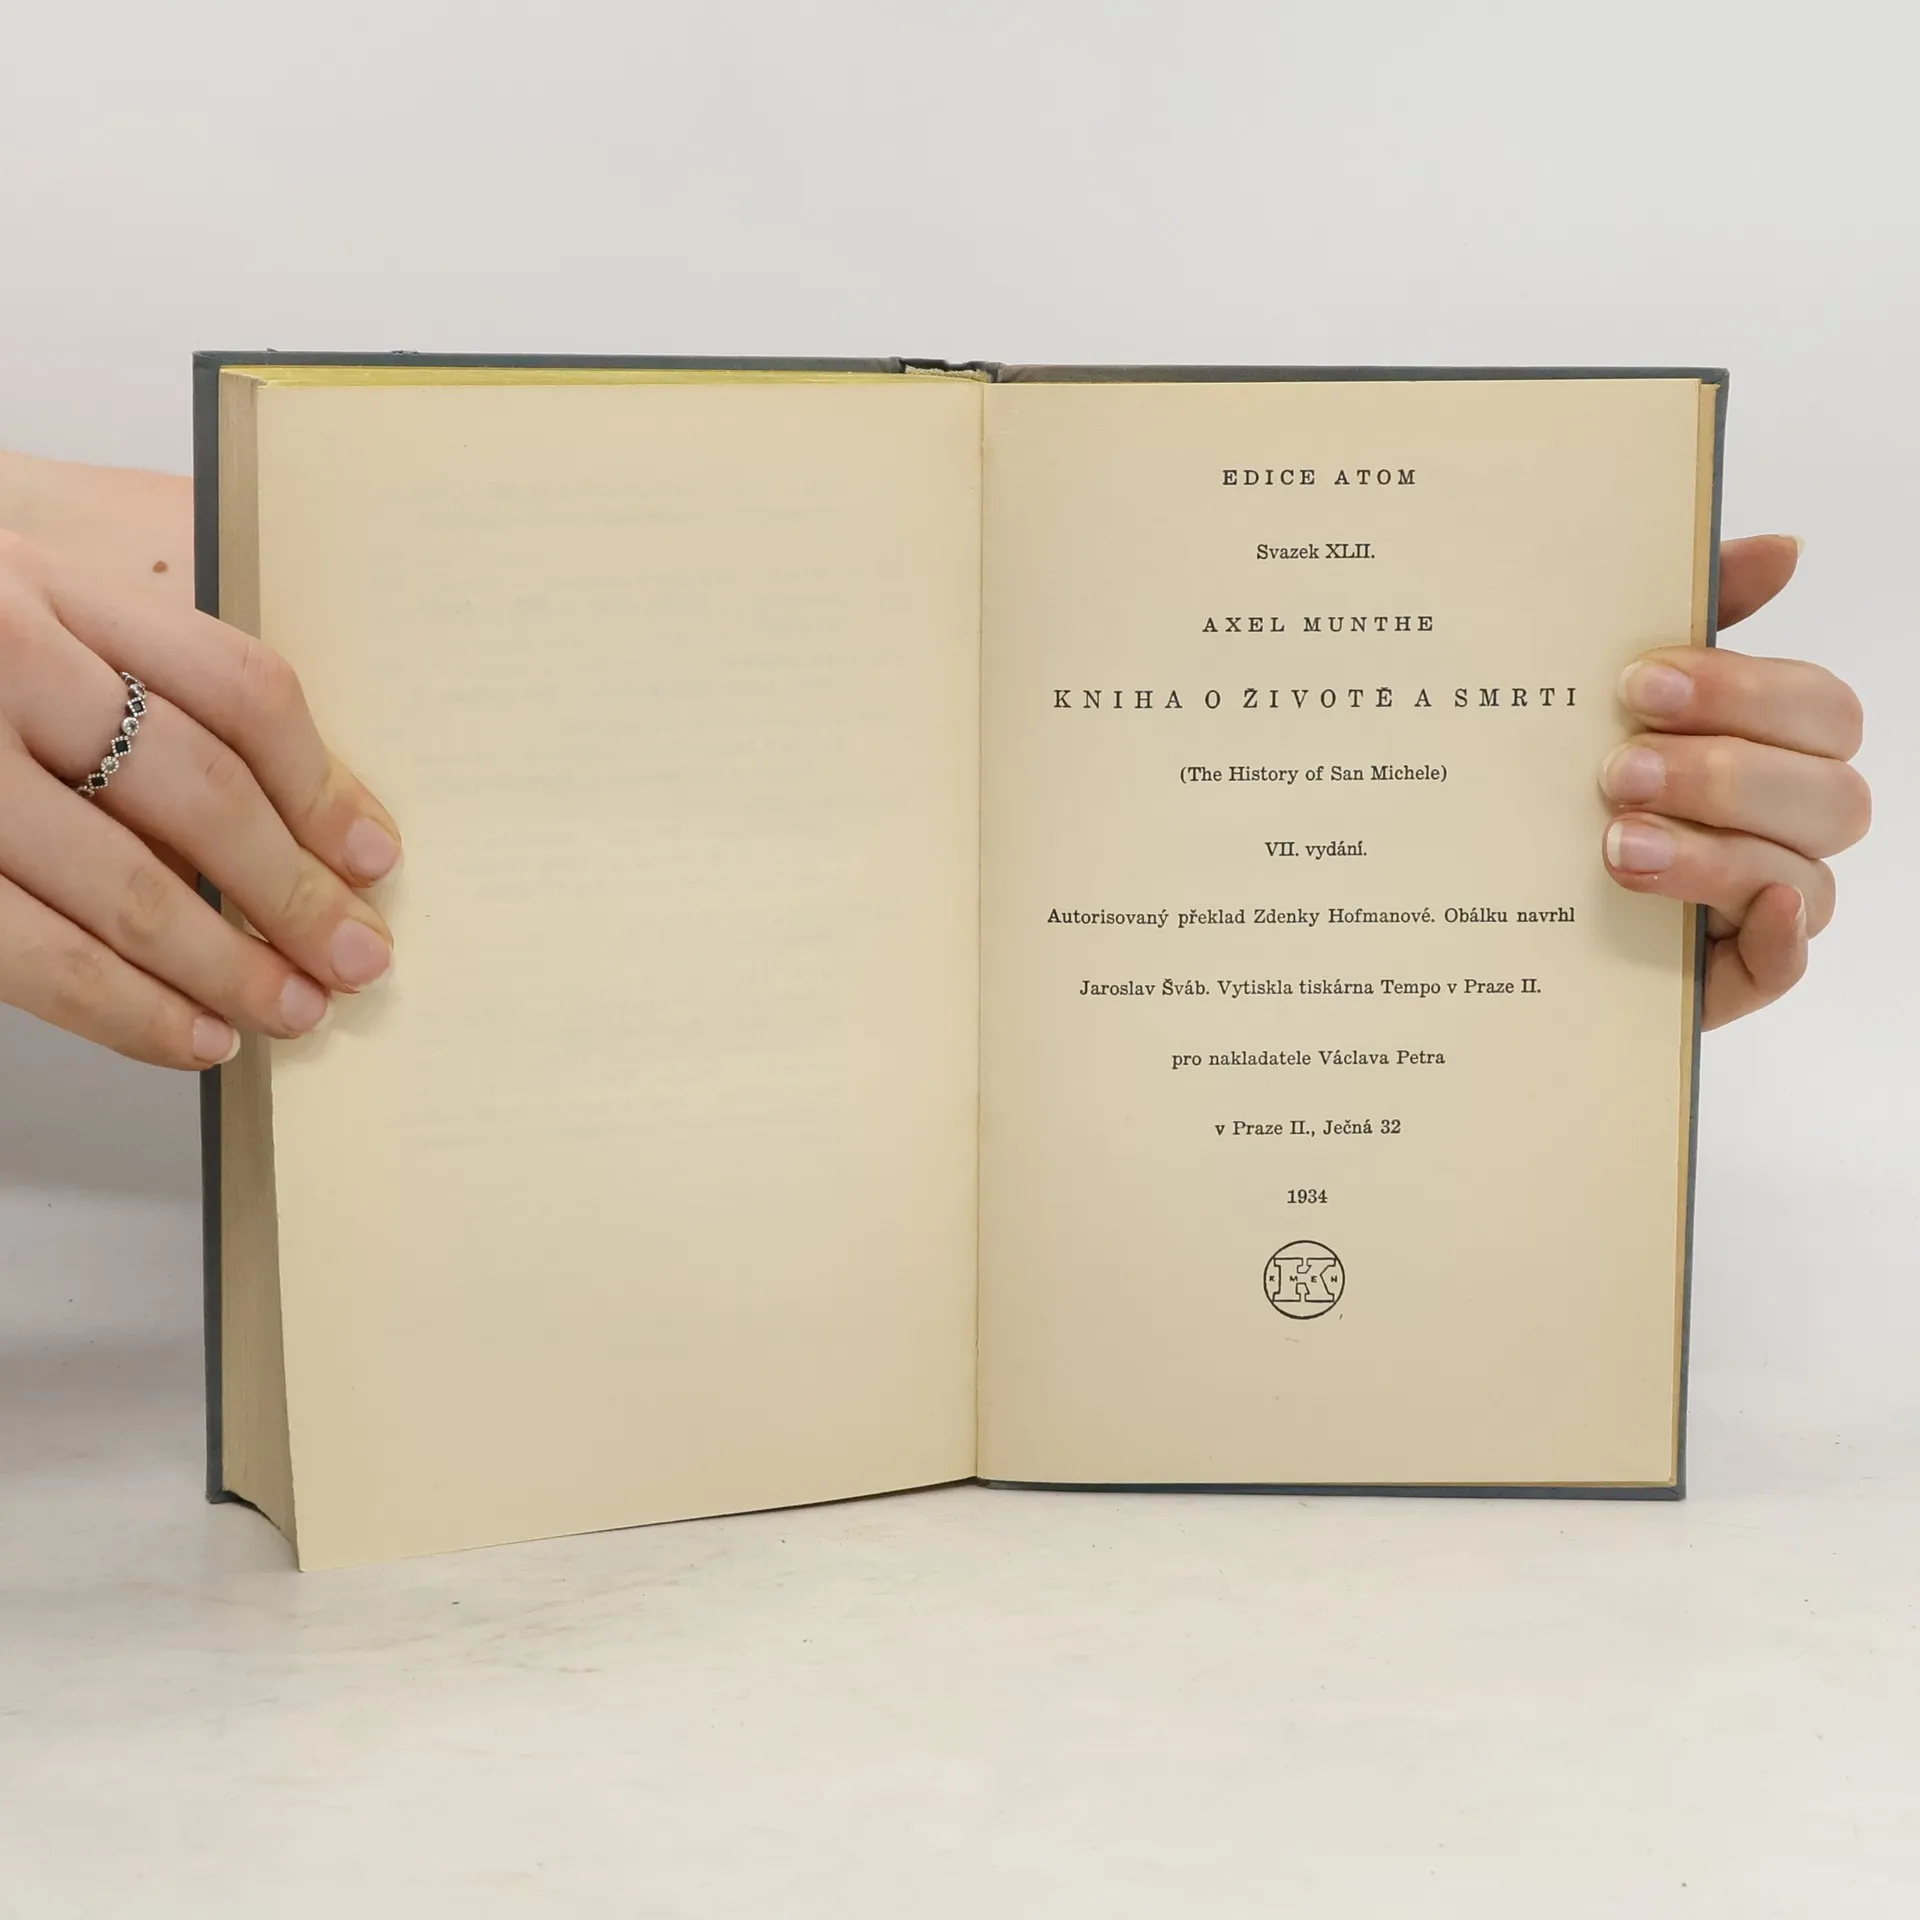 EDICE ATOM
Svazek XLII.
AXEL MUNTHE
KNIHA O ŽIVOTĚ A SMRTI
(The History of San Michele)
VII. vydání.
Autorisovaný překlad Zdenky Hofmanové. Obálku navrhl
Jaroslav Šváb. Vytiskla tiskárna Tempo v Praze II.
pro nakladatele Václava Petra
v Praze II., Ječná 32
1934
K MEN